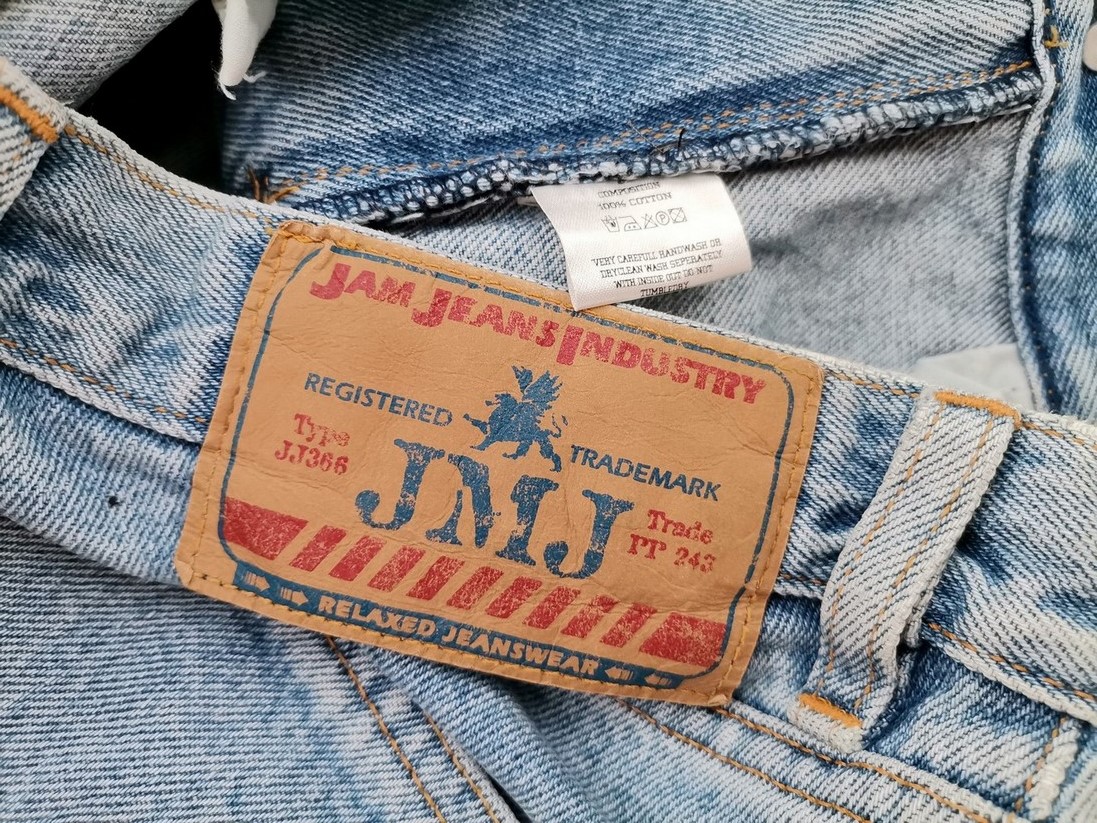 COMPOSITION
100% COTTON
VERY CAREFULL HANDWASH OR
DRYCLEAN WASH SEPERATELY
WITH INSIDE OUT DO NOT
TUMBLEDRY
JAM JEANS INDUSTRY
REGISTERED TRADEMARK
Type
JJ366
JMJ
Trade
PP 243
RELAXED JEANSWEAR